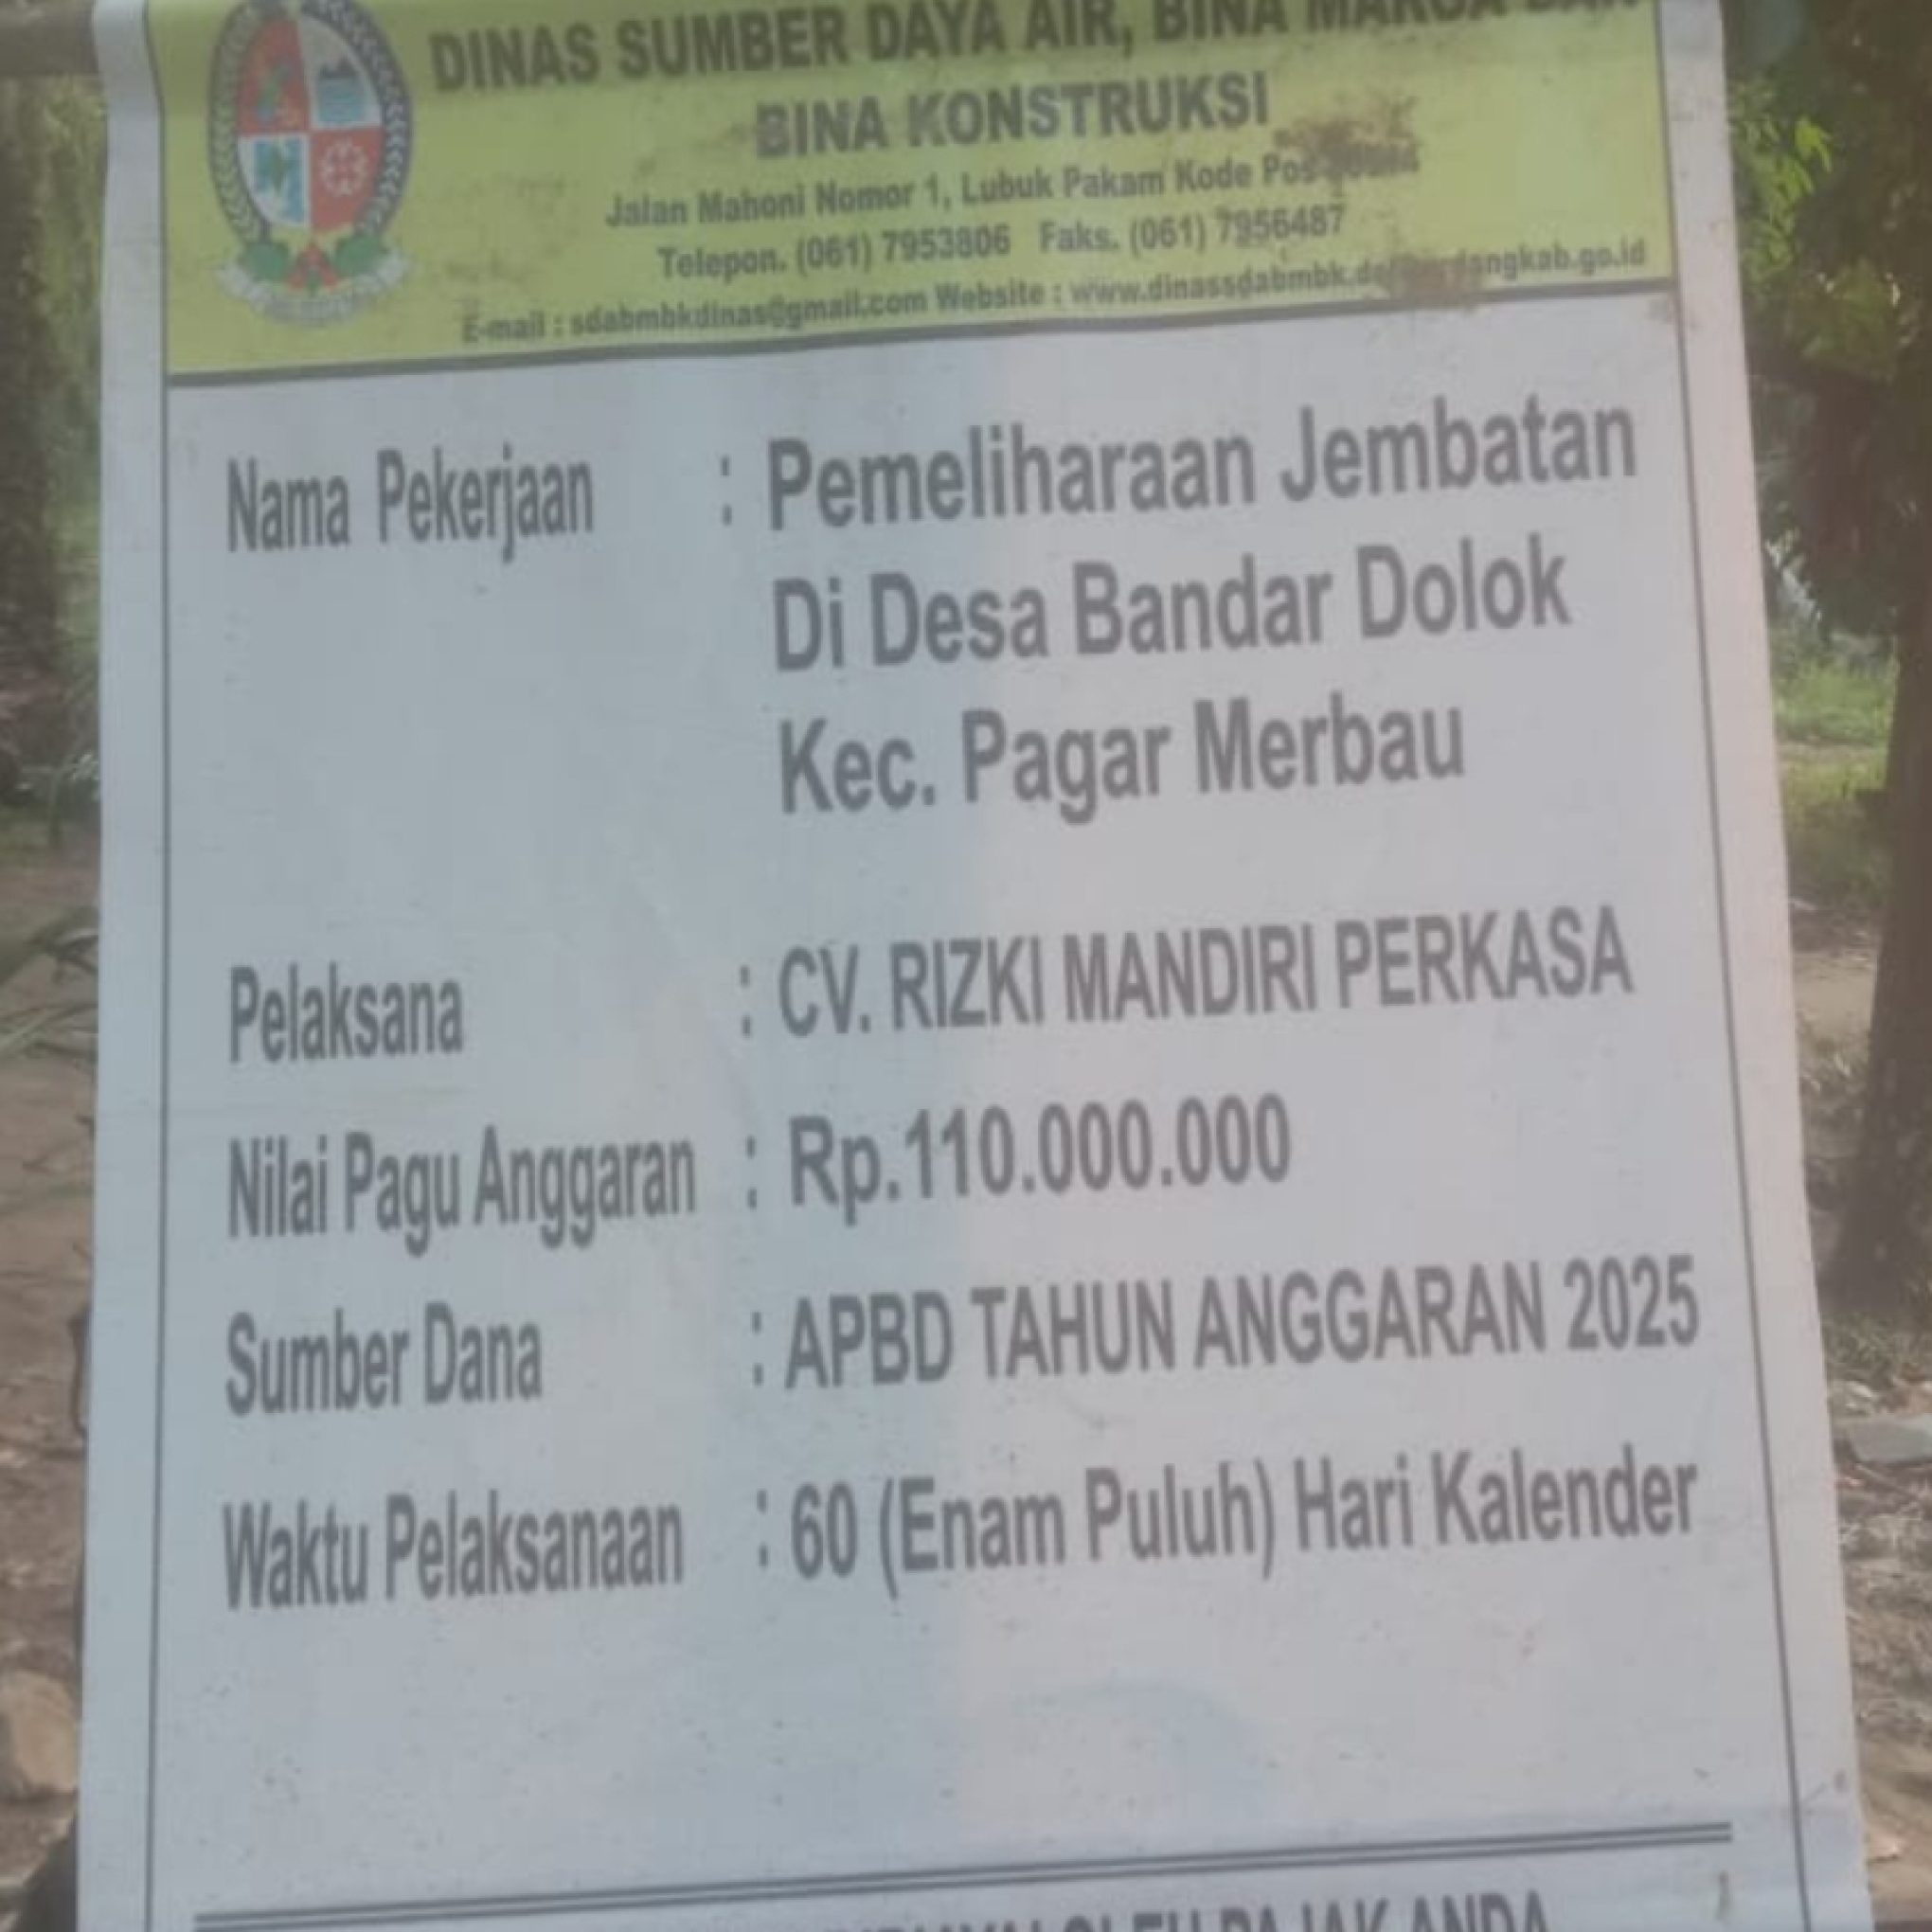 DINAS SUMBER DAYA AIR, BINA MARGA DAN
BINA KONSTRUKSI
Jalan Mahoni Nomor 1, Lubuk Pakam Kode Pos
Telepon. (061) 7953806 Faks. (061) 7956487
E-mail : sdabmbkdinas@gmail.com Website :
Nama Pekerjaan : Pemeliharaan Jembatan
Di Desa Bandar Dolok
Kec. Pagar Merbau
Pelaksana : CV. RIZKI MANDIRI PERKASA
Nilai Pagu Anggaran : Rp.110.000.000
Sumber Dana : APBD TAHUN ANGGARAN 2025
Waktu Pelaksanaan : 60 (Enam Puluh) Hari Kalender
OLEH PAJAK ANDA